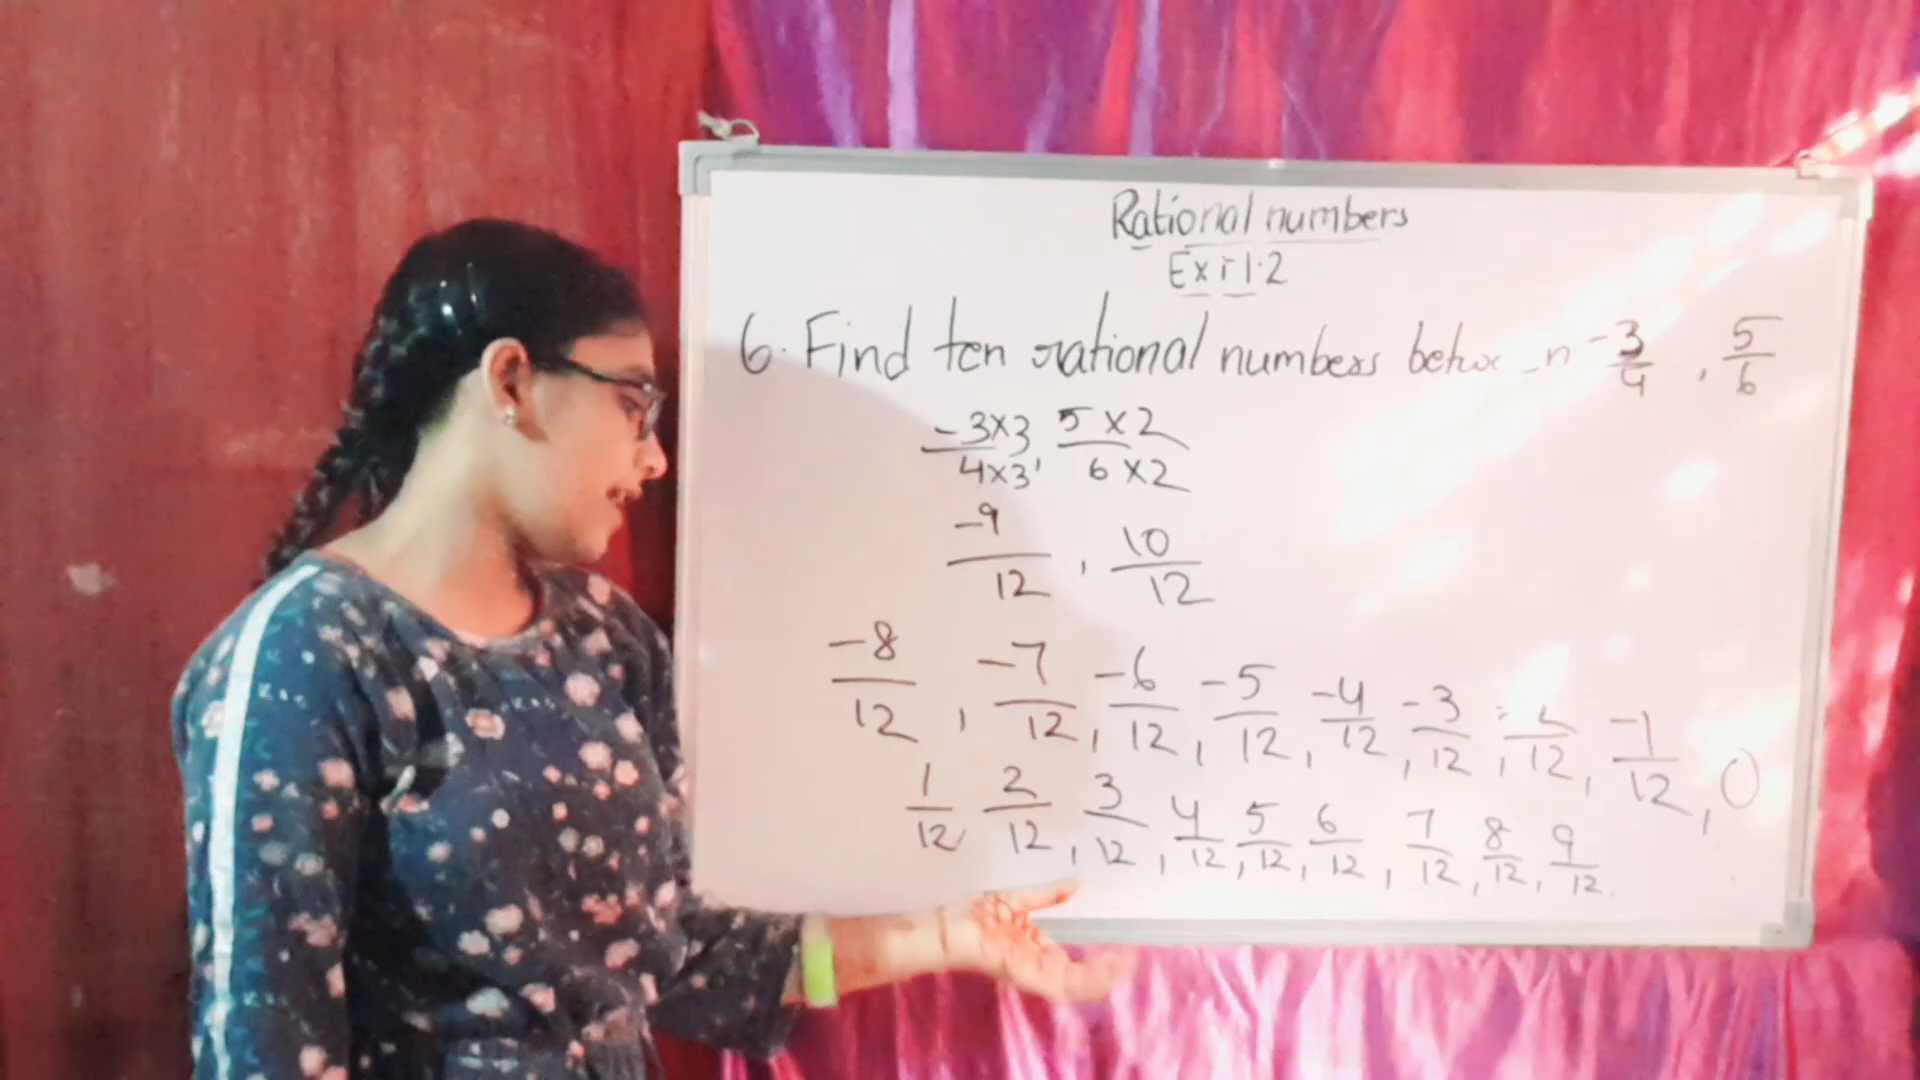 Rational numbers
Ex:- 1.2
6. Find ten rational numbers -3/4 , 5/6
-3×3/4×3 , 5×2/6×2
-9/12 , 10/12
-8/12 , -7/12 , -6/12 , -5/12 , -4/12 , -3/12 , /12 , -1/12 , 0
1/12 , 2/12 , 3/12 , 4/12 , 5/12 , 6/12 , 7/12 , 8/12 , 9/12 .